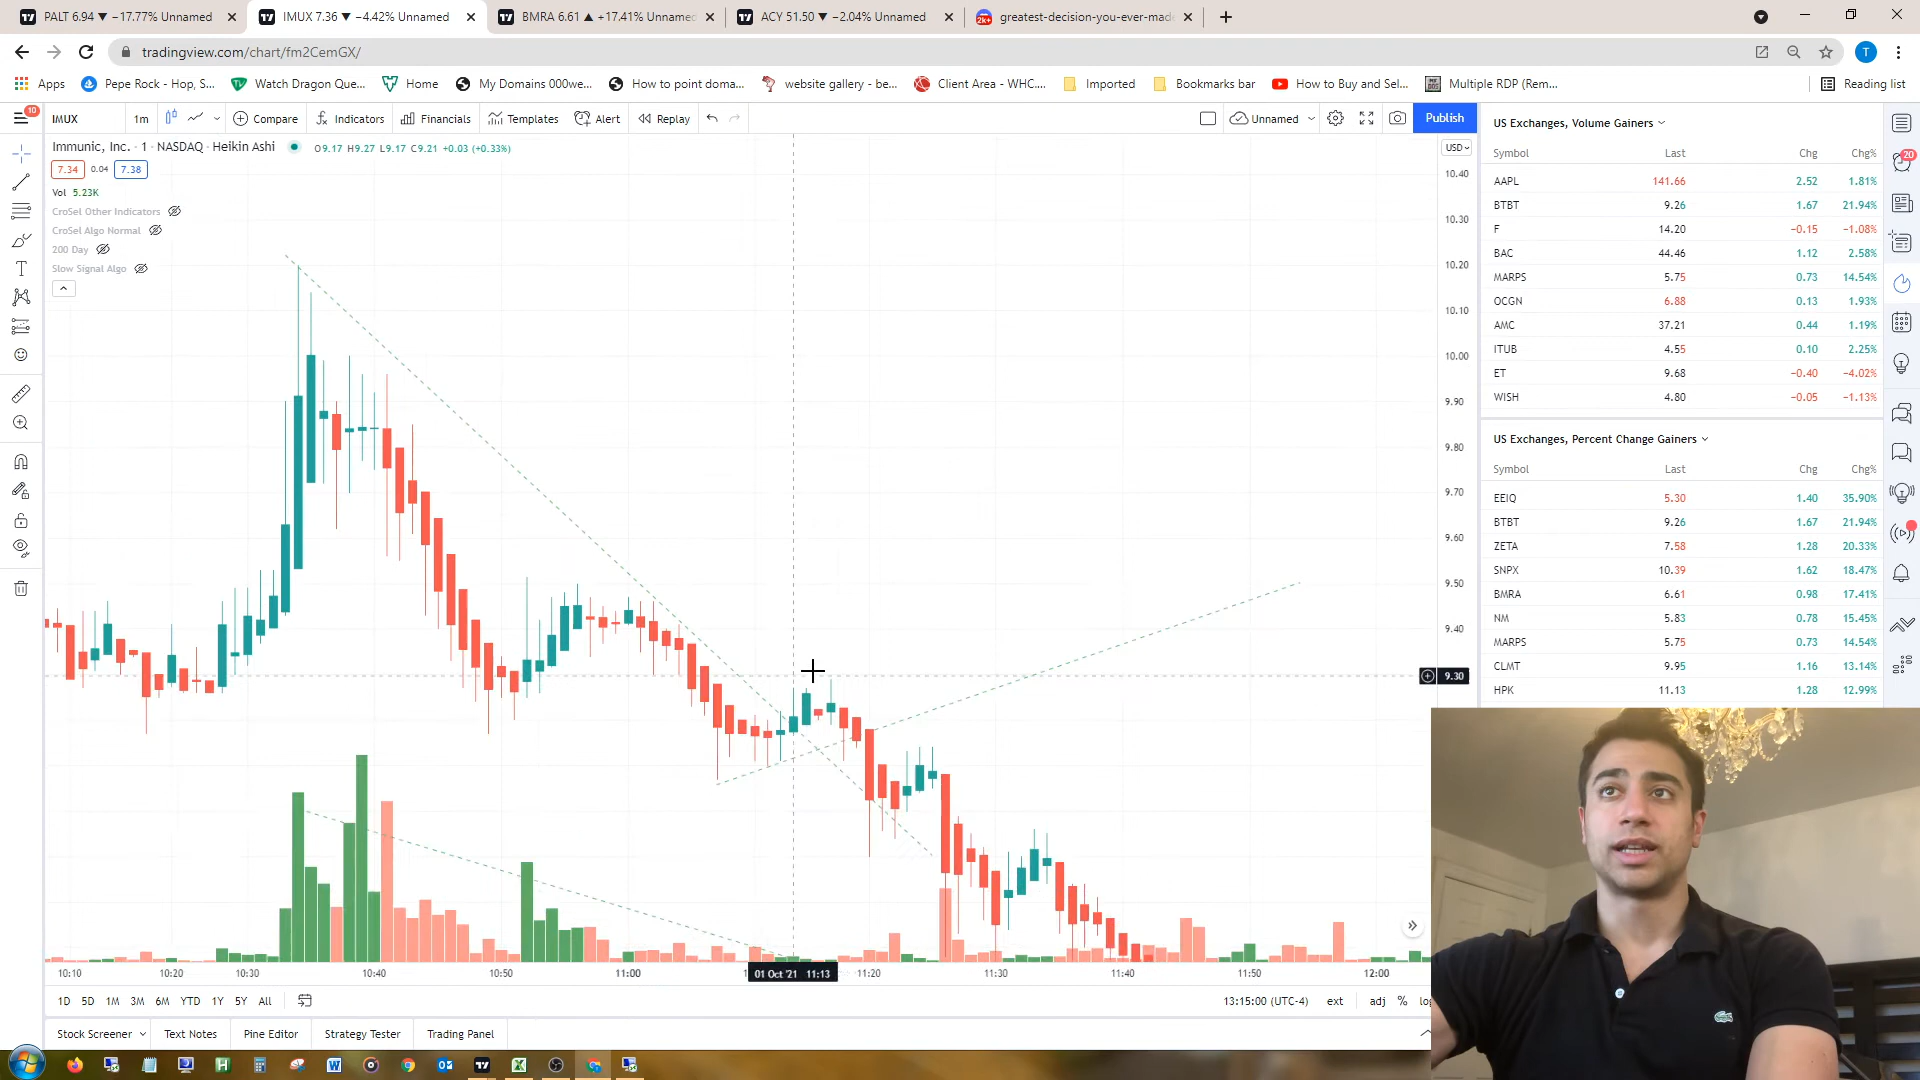 PALT 6.94 ▼ −17.77% Unnamed
IMUX 7.36 ▼ −4.42% Unnamed
BMRA 6.61 ▲ +17.41% Unnamed
ACY 51.50 ▼ −2.04% Unnamed
2k+ greatest-decision-you-ever-mad
tradingview.com/chart/fm2CemGX/
T
Apps
Pepe Rock - Hop, S...
Watch Dragon Que...
Home
My Domains 000we...
How to point doma...
website gallery - be...
Client Area - WHC....
Imported
Bookmarks bar
How to Buy and Sel...
Multiple RDP (Rem...
Reading list
10
IMUX
1m
Compare
Indicators
Financials
Templates
Alert
Replay
Unnamed
Publish
Immunic, Inc. · 1 · NASDAQ · Heikin Ashi
O9.17 H9.27 L9.17 C9.21 +0.03 (+0.33%)
7.34 0.04 7.38
Vol 5.23K
CroSel Other Indicators
CroSel Algo Normal
200 Day
Slow Signal Algo
USD
10.40
10.30
10.20
10.10
10.00
9.90
9.80
9.70
9.60
9.50
9.40
9.30
10:10
10:20
10:30
10:40
10:50
11:00
01 Oct '21 11:13
11:20
11:30
11:40
11:50
12:00
1D 5D 1M 3M 6M YTD 1Y 5Y All
13:15:00 (UTC-4) ext adj % log
Stock Screener
Text Notes
Pine Editor
Strategy Tester
Trading Panel
US Exchanges, Volume Gainers
Symbol Last Chg Chg%
AAPL 141.66 2.52 1.81%
BTBT 9.26 1.67 21.94%
F 14.20 −0.15 −1.08%
BAC 44.46 1.12 2.58%
MARPS 5.75 0.73 14.54%
OCGN 6.88 0.13 1.93%
AMC 37.21 0.44 1.19%
ITUB 4.55 0.10 2.25%
ET 9.68 −0.40 −4.02%
WISH 4.80 −0.05 −1.13%
US Exchanges, Percent Change Gainers
Symbol Last Chg Chg%
EEIQ 5.30 1.40 35.90%
BTBT 9.26 1.67 21.94%
ZETA 7.58 1.28 20.33%
SNPX 10.39 1.62 18.47%
BMRA 6.61 0.98 17.41%
NM 5.83 0.78 15.45%
MARPS 5.75 0.73 14.54%
CLMT 9.95 1.16 13.14%
HPK 11.13 1.28 12.99%
20